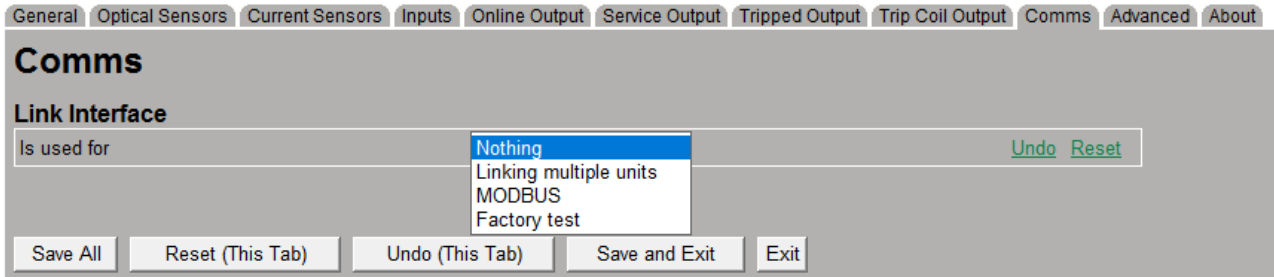 General Optical Sensors Current Sensors Inputs Online Output Service Output Tripped Output Trip Coil Output Comms Advanced About
Comms
Link Interface
Is used for Nothing Undo Reset
Linking multiple units
MODBUS
Factory test
Save All Reset (This Tab) Undo (This Tab) Save and Exit Exit